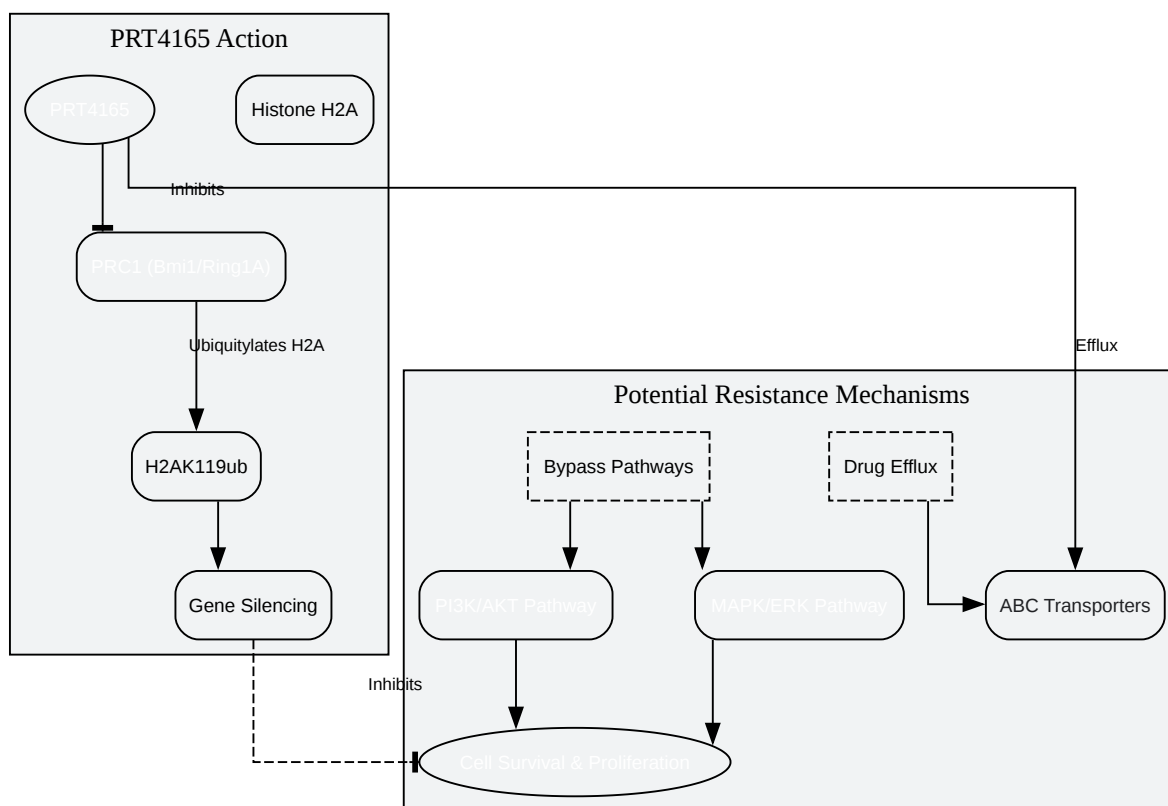 PRT4165 Action
PRT4165
Histone H2A
Inhibits
PRC1 (Bmi1/Ring1A)
Ubiquitylates H2A
Efflux
Potential Resistance Mechanisms
H2AK119ub
Bypass Pathways
Drug Efflux
Gene Silencing
PI3K/AKT Pathway
MAPK/ERK Pathway
ABC Transporters
Inhibits
Cell Survival & Proliferation